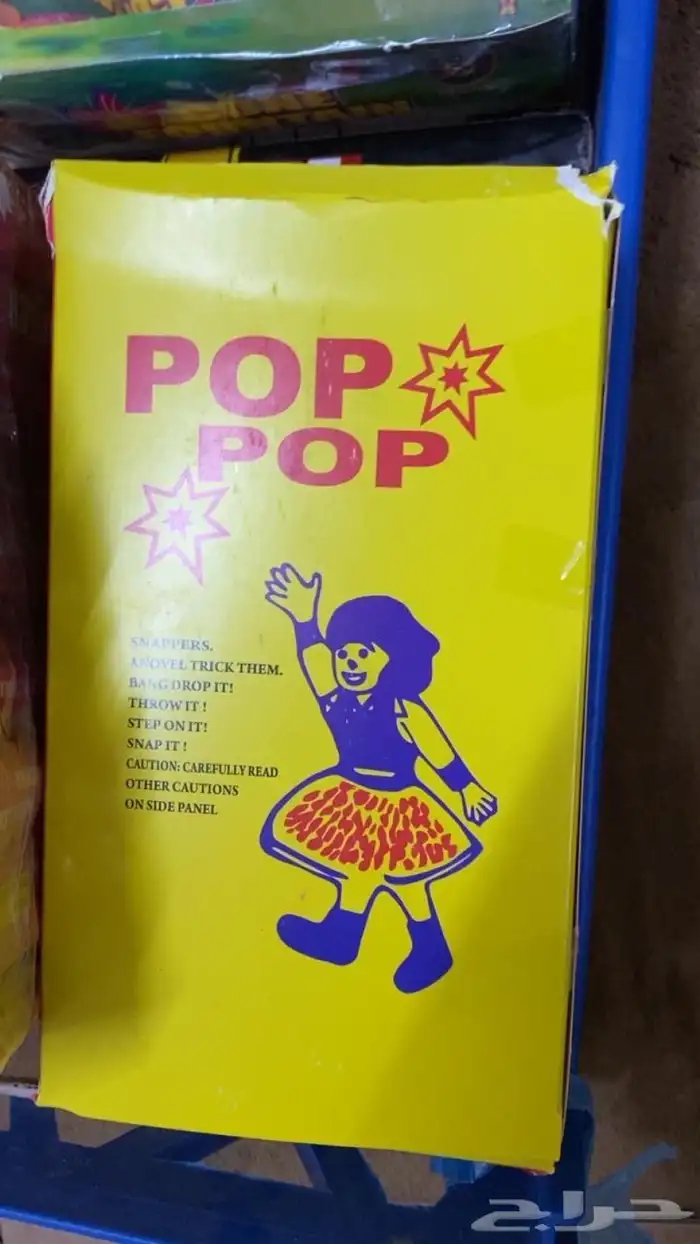 POP
POP
SNAPPERS.
ANOVEL TRICK THEM.
BANG DROP IT!
THROW IT !
STEP ON IT!
SNAP IT !
CAUTION: CAREFULLY READ
OTHER CAUTIONS
ON SIDE PANEL
حراج